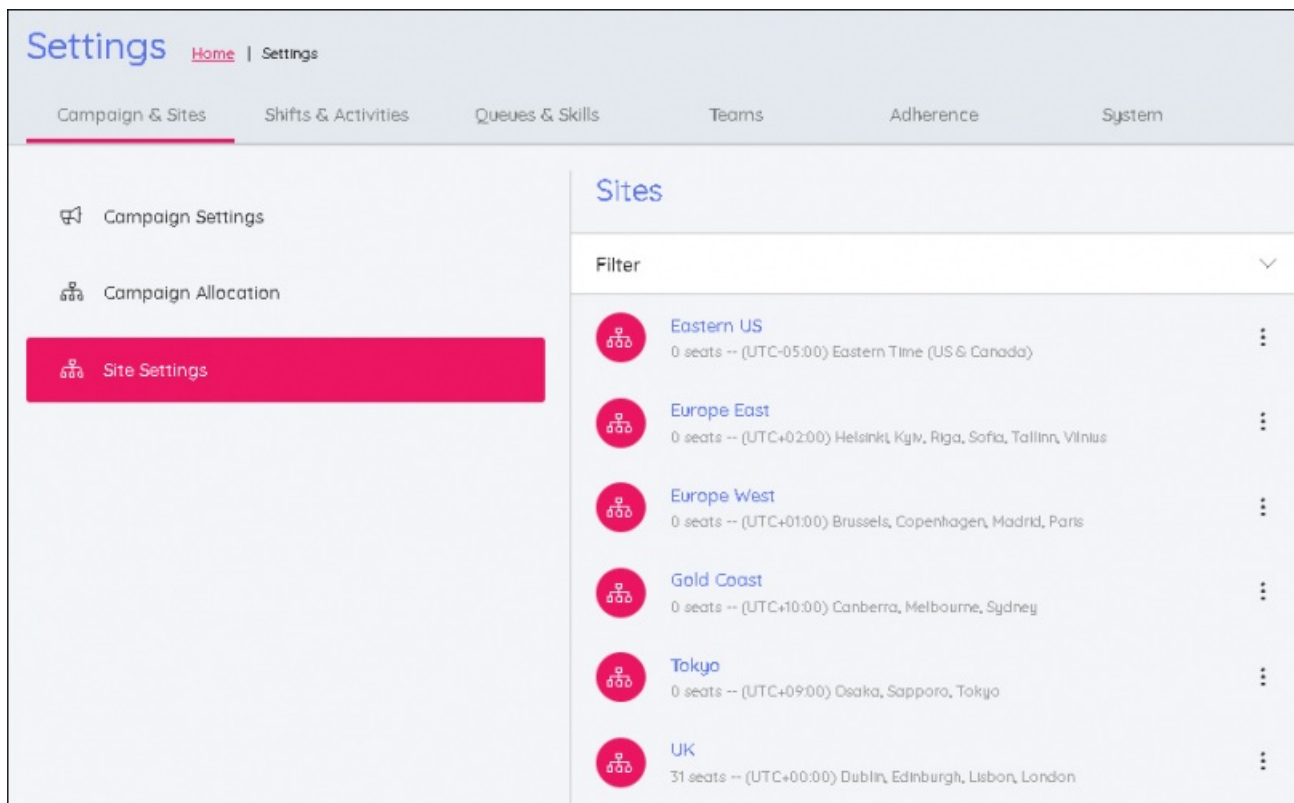 Settings Home | Settings
Campaign & Sites Shifts & Activities Queues & Skills Teams Adherence System
Campaign Settings
Campaign Allocation
Site Settings
Sites
Filter
Eastern US
0 seats -- (UTC-05:00) Eastern Time (US & Canada)
Europe East
0 seats -- (UTC+02:00) Helsinki, Kyiv, Riga, Sofia, Tallinn, Vilnius
Europe West
0 seats -- (UTC+01:00) Brussels, Copenhagen, Madrid, Paris
Gold Coast
0 seats -- (UTC+10:00) Canberra, Melbourne, Sydney
Tokyo
0 seats -- (UTC+09:00) Osaka, Sapporo, Tokyo
UK
31 seats -- (UTC+00:00) Dublin, Edinburgh, Lisbon, London